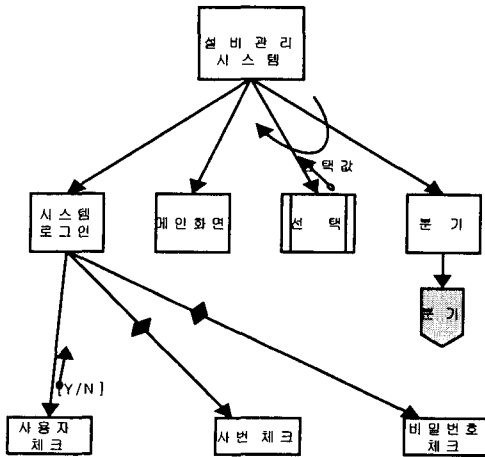 설 비 관 리
시 스 템
택 값
시 스 템
로 그 인
메 인 화 면
선 택
분 기
분 기
[Y/N]
사 용 자
체 크
사 번 체 크
비 밀 번 호
체 크